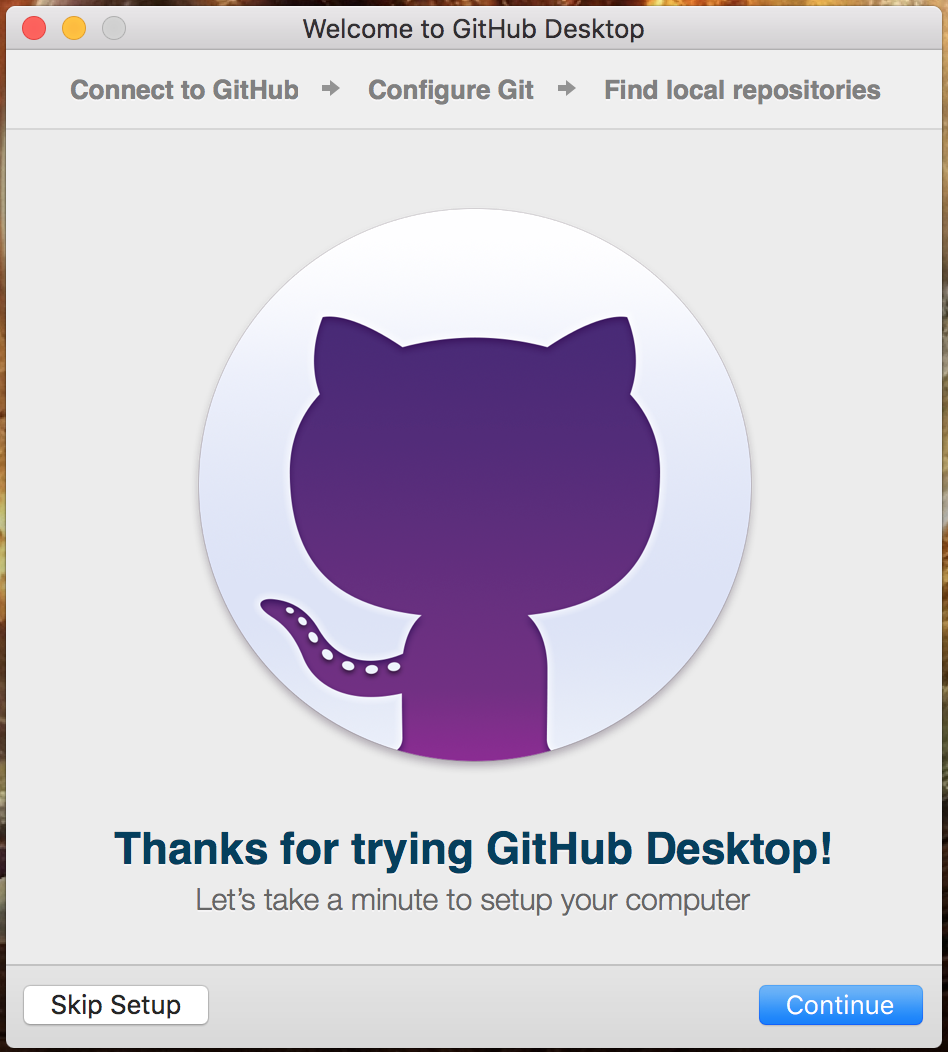 Welcome to GitHub Desktop
Connect to GitHub Configure Git Find local repositories
Thanks for trying GitHub Desktop!
Let’s take a minute to setup your computer
Skip Setup Continue